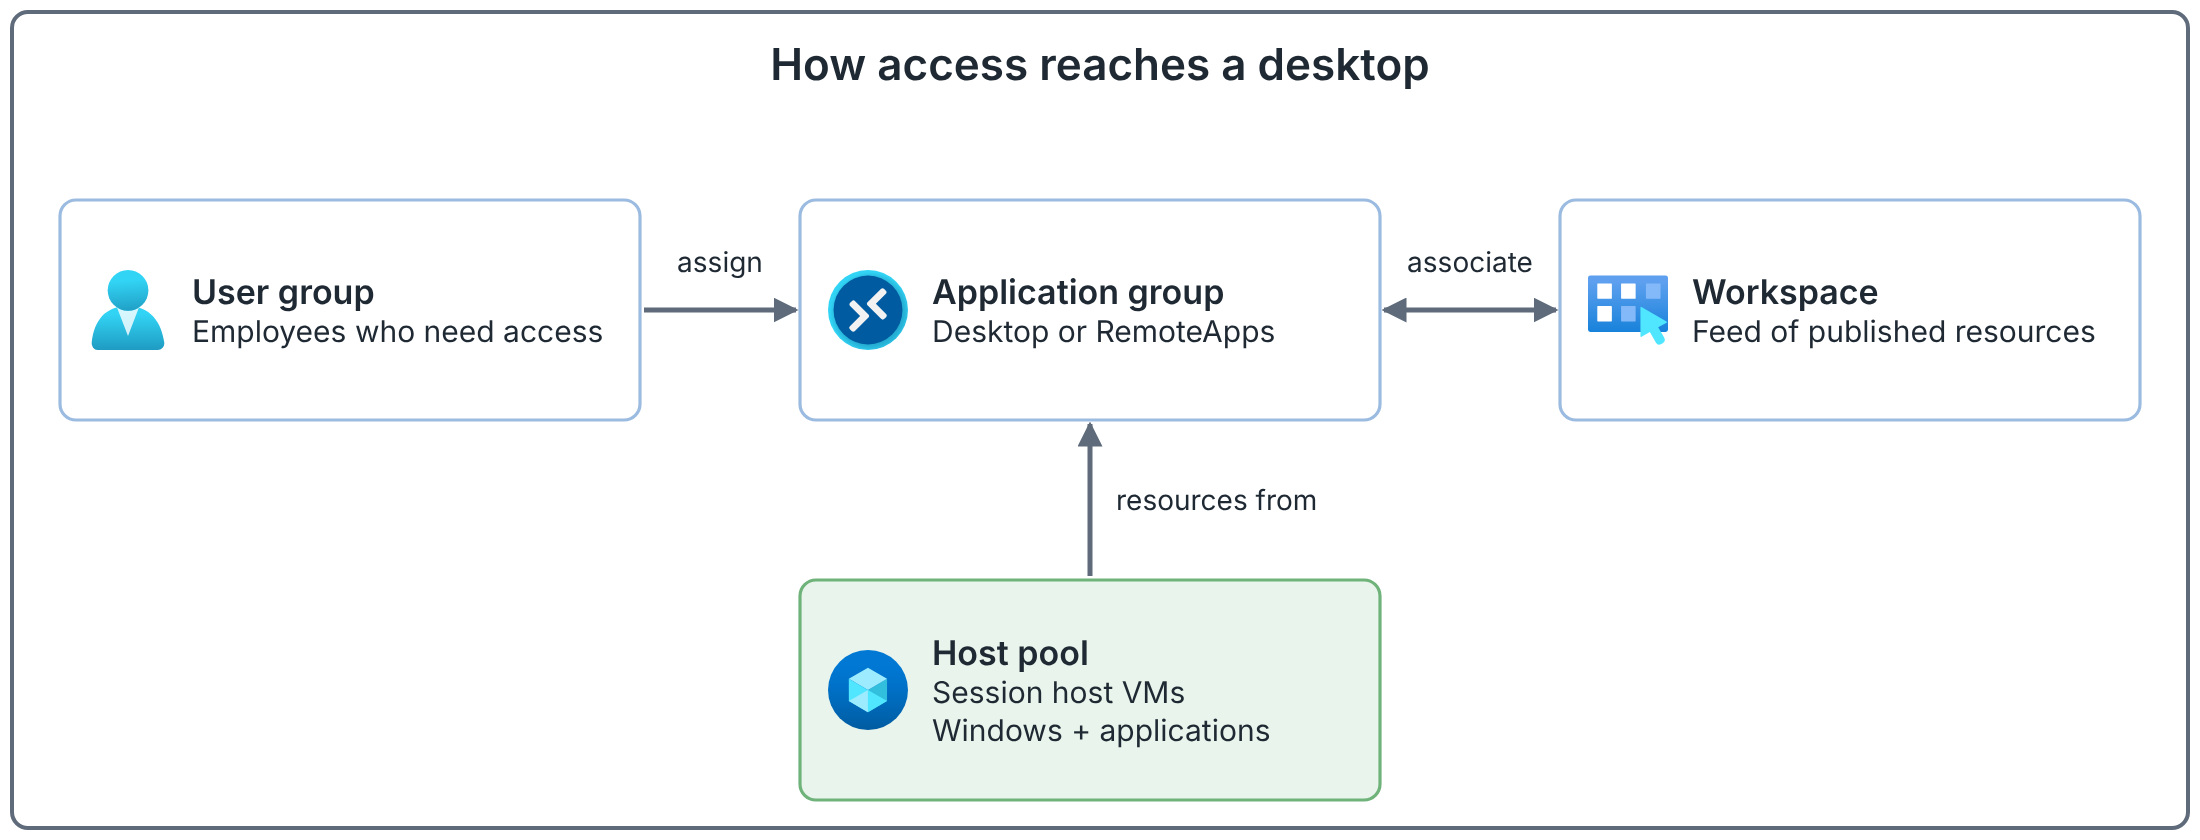 How access reaches a desktop
User group
Employees who need access
assign
Application group
Desktop or RemoteApps
associate
Workspace
Feed of published resources
resources from
Host pool
Session host VMs
Windows + applications